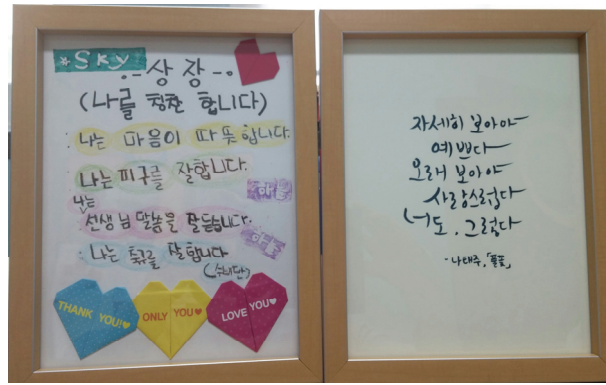 *SKY
상장
(나를 칭찬 합니다)
나는 마음이 따뜻합니다.
나는 피구를 잘합니다.
하늘
나는
선생님 말씀을 잘듣습니다.
하늘
나는 축구를 잘합니다
THANK YOU!♥
ONLY YOU♥
LOVE YOU♥
자세히 보아야
예쁘다
오래 보아야
사랑스럽다
너도, 그렇다
- 나태주, 「풀꽃」